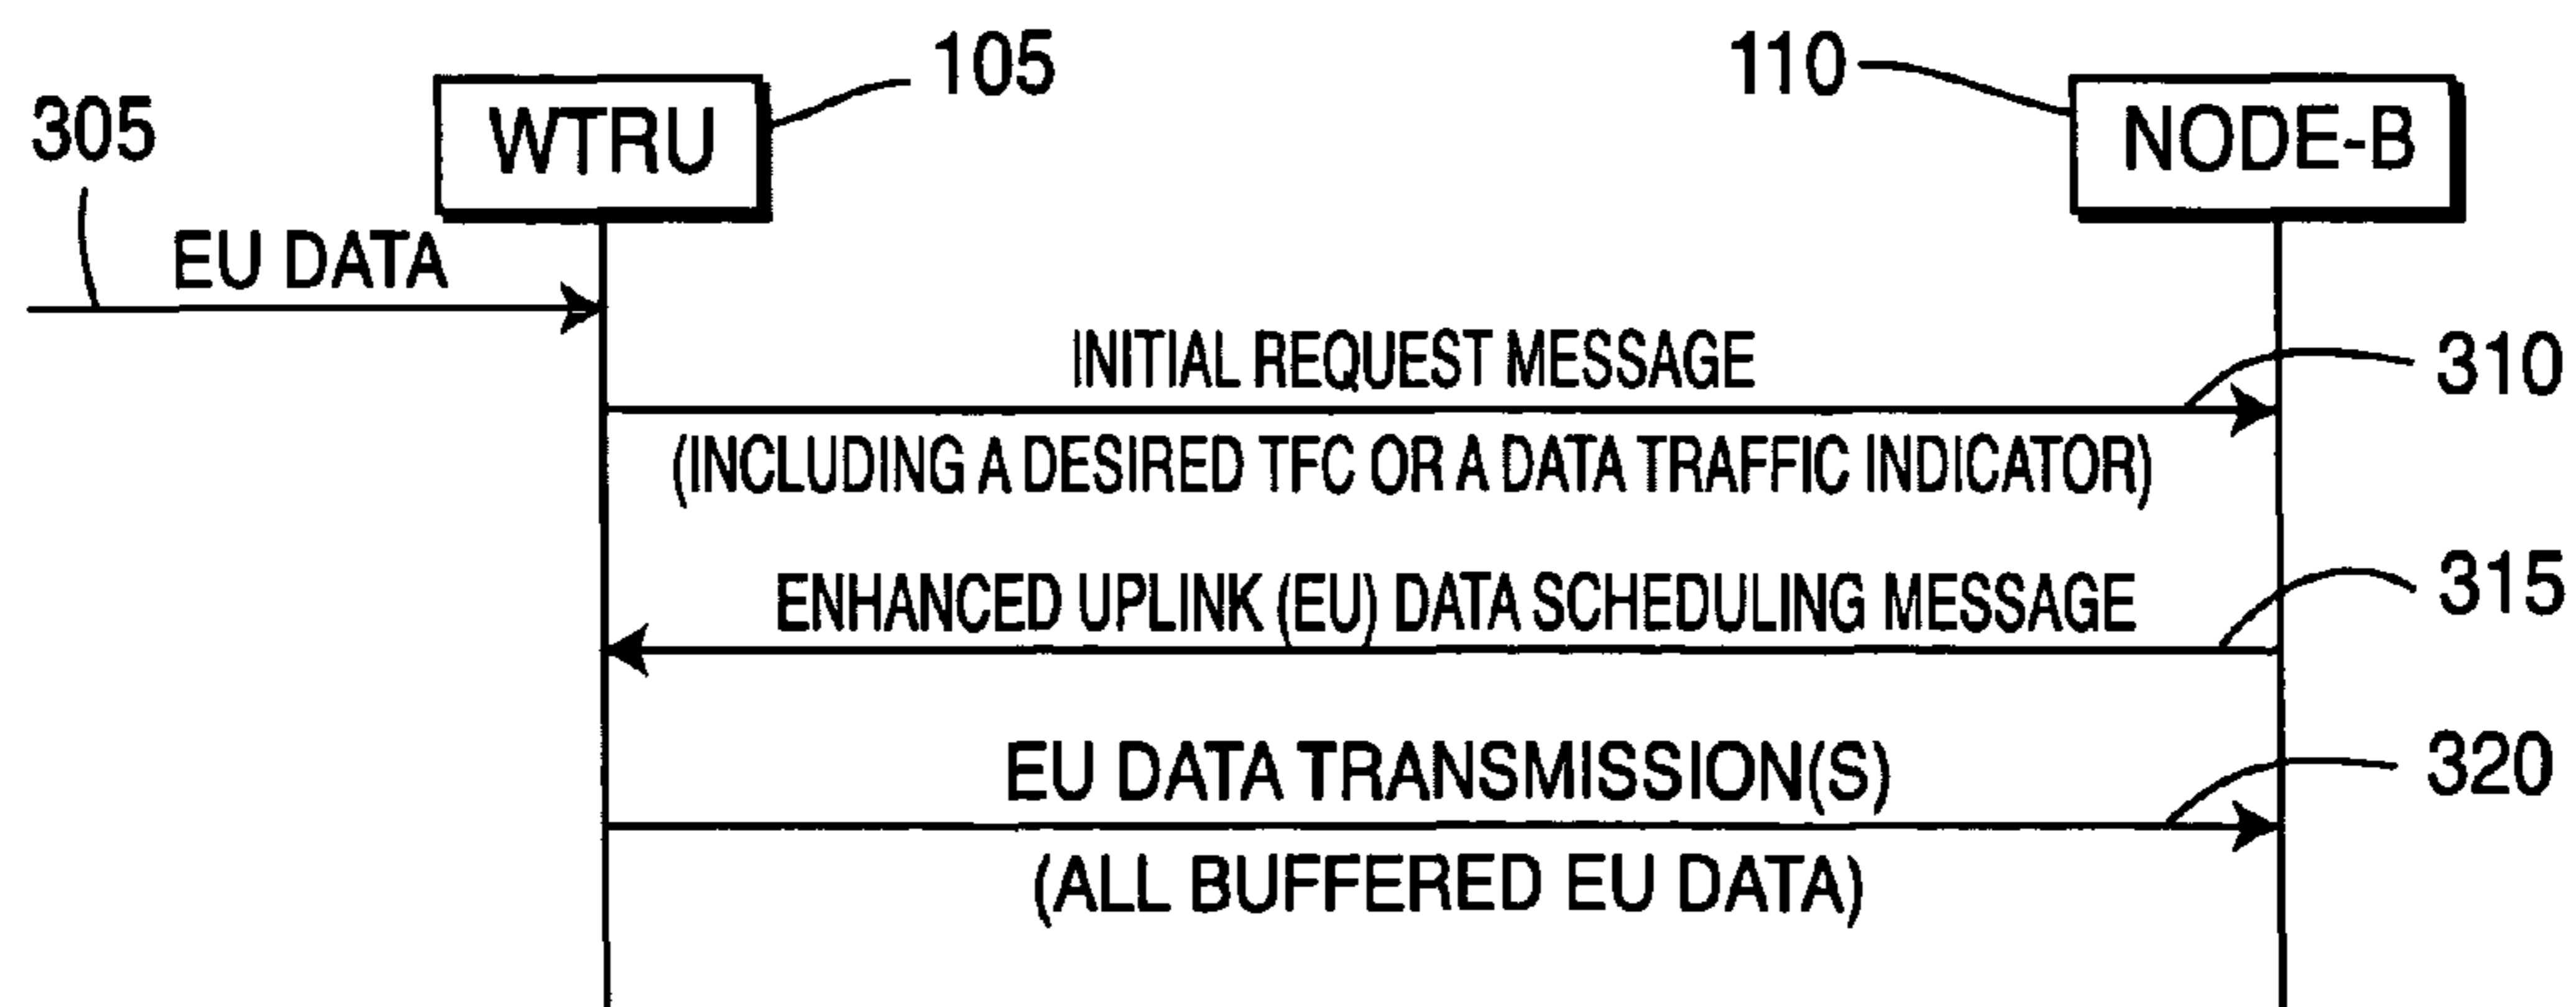 105
110
305
WTRU
NODE-B
EU DATA
INITIAL REQUEST MESSAGE
310
(INCLUDING A DESIRED TFC OR A DATA TRAFFIC INDICATOR)
315
ENHANCED UPLINK (EU) DATA SCHEDULING MESSAGE
EU DATA TRANSMISSION(S)
320
(ALL BUFFERED EU DATA)